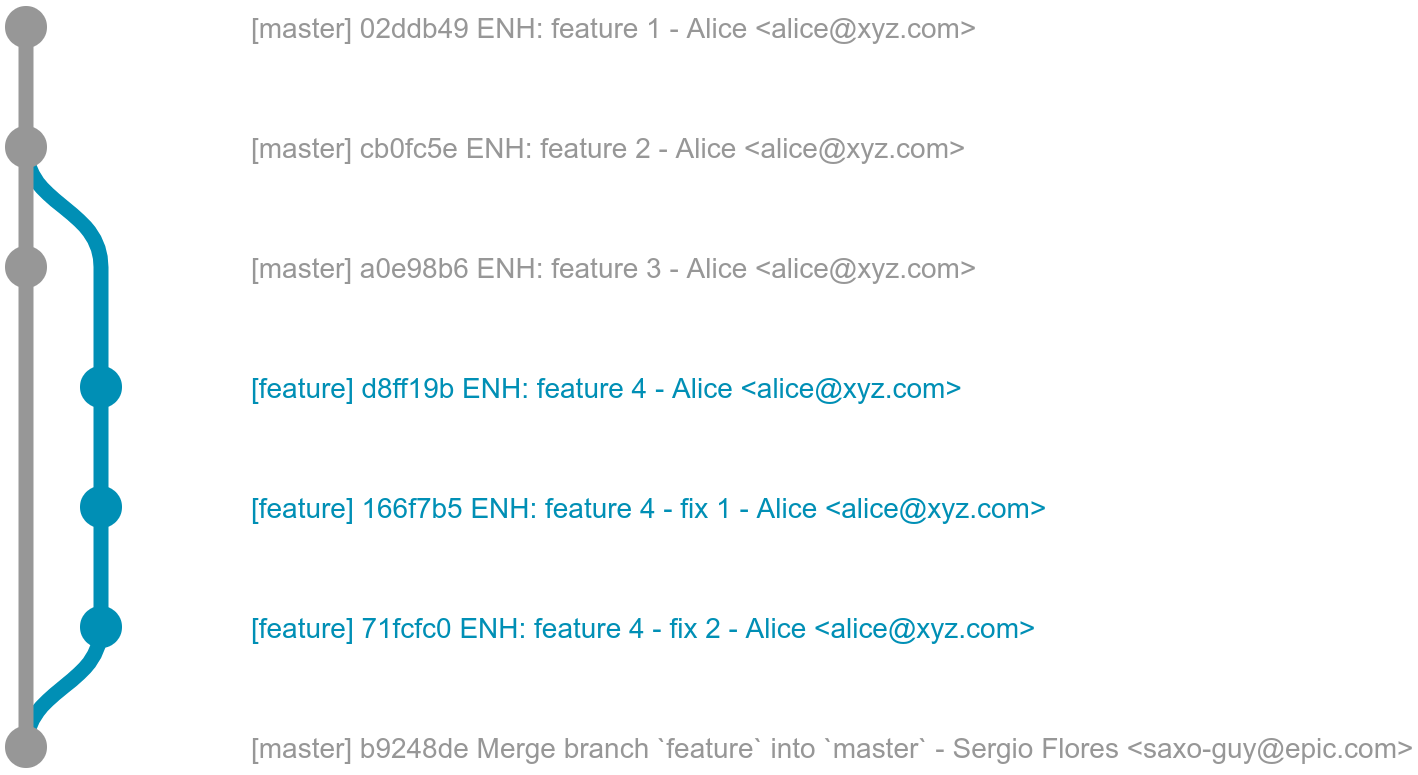 [master] 02ddb49 ENH: feature 1 - Alice <alice@xyz.com>
[master] cb0fc5e ENH: feature 2 - Alice <alice@xyz.com>
[master] a0e98b6 ENH: feature 3 - Alice <alice@xyz.com>
[feature] d8ff19b ENH: feature 4 - Alice <alice@xyz.com>
[feature] 166f7b5 ENH: feature 4 - fix 1 - Alice <alice@xyz.com>
[feature] 71fcfc0 ENH: feature 4 - fix 2 - Alice <alice@xyz.com>
[master] b9248de Merge branch `feature` into `master` - Sergio Flores <saxo-guy@epic.com>